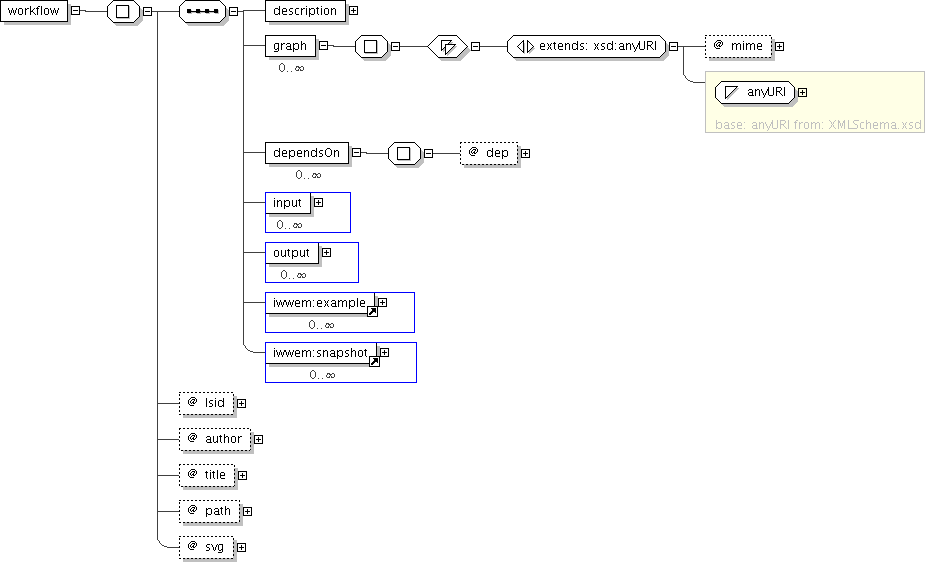 workflow
description
graph
0..∞
extends: xsd:anyURI
@ mime
anyURI
base: anyURI from: XMLSchema.xsd
dependsOn
0..∞
@ dep
input
0..∞
output
0..∞
iwwem:example
0..∞
iwwem:snapshot
0..∞
@ lsid
@ author
@ title
@ path
@ svg